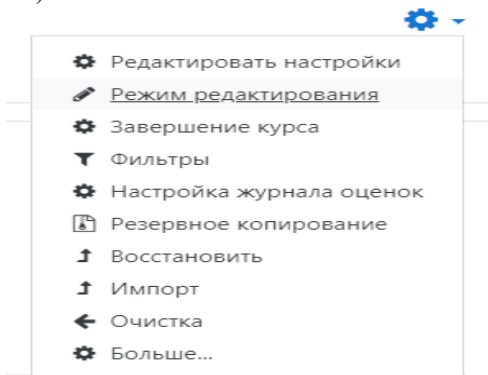 Редактировать настройки
Режим редактирования
Завершение курса
Фильтры
Настройка журнала оценок
Резервное копирование
Восстановить
Импорт
Очистка
Больше...